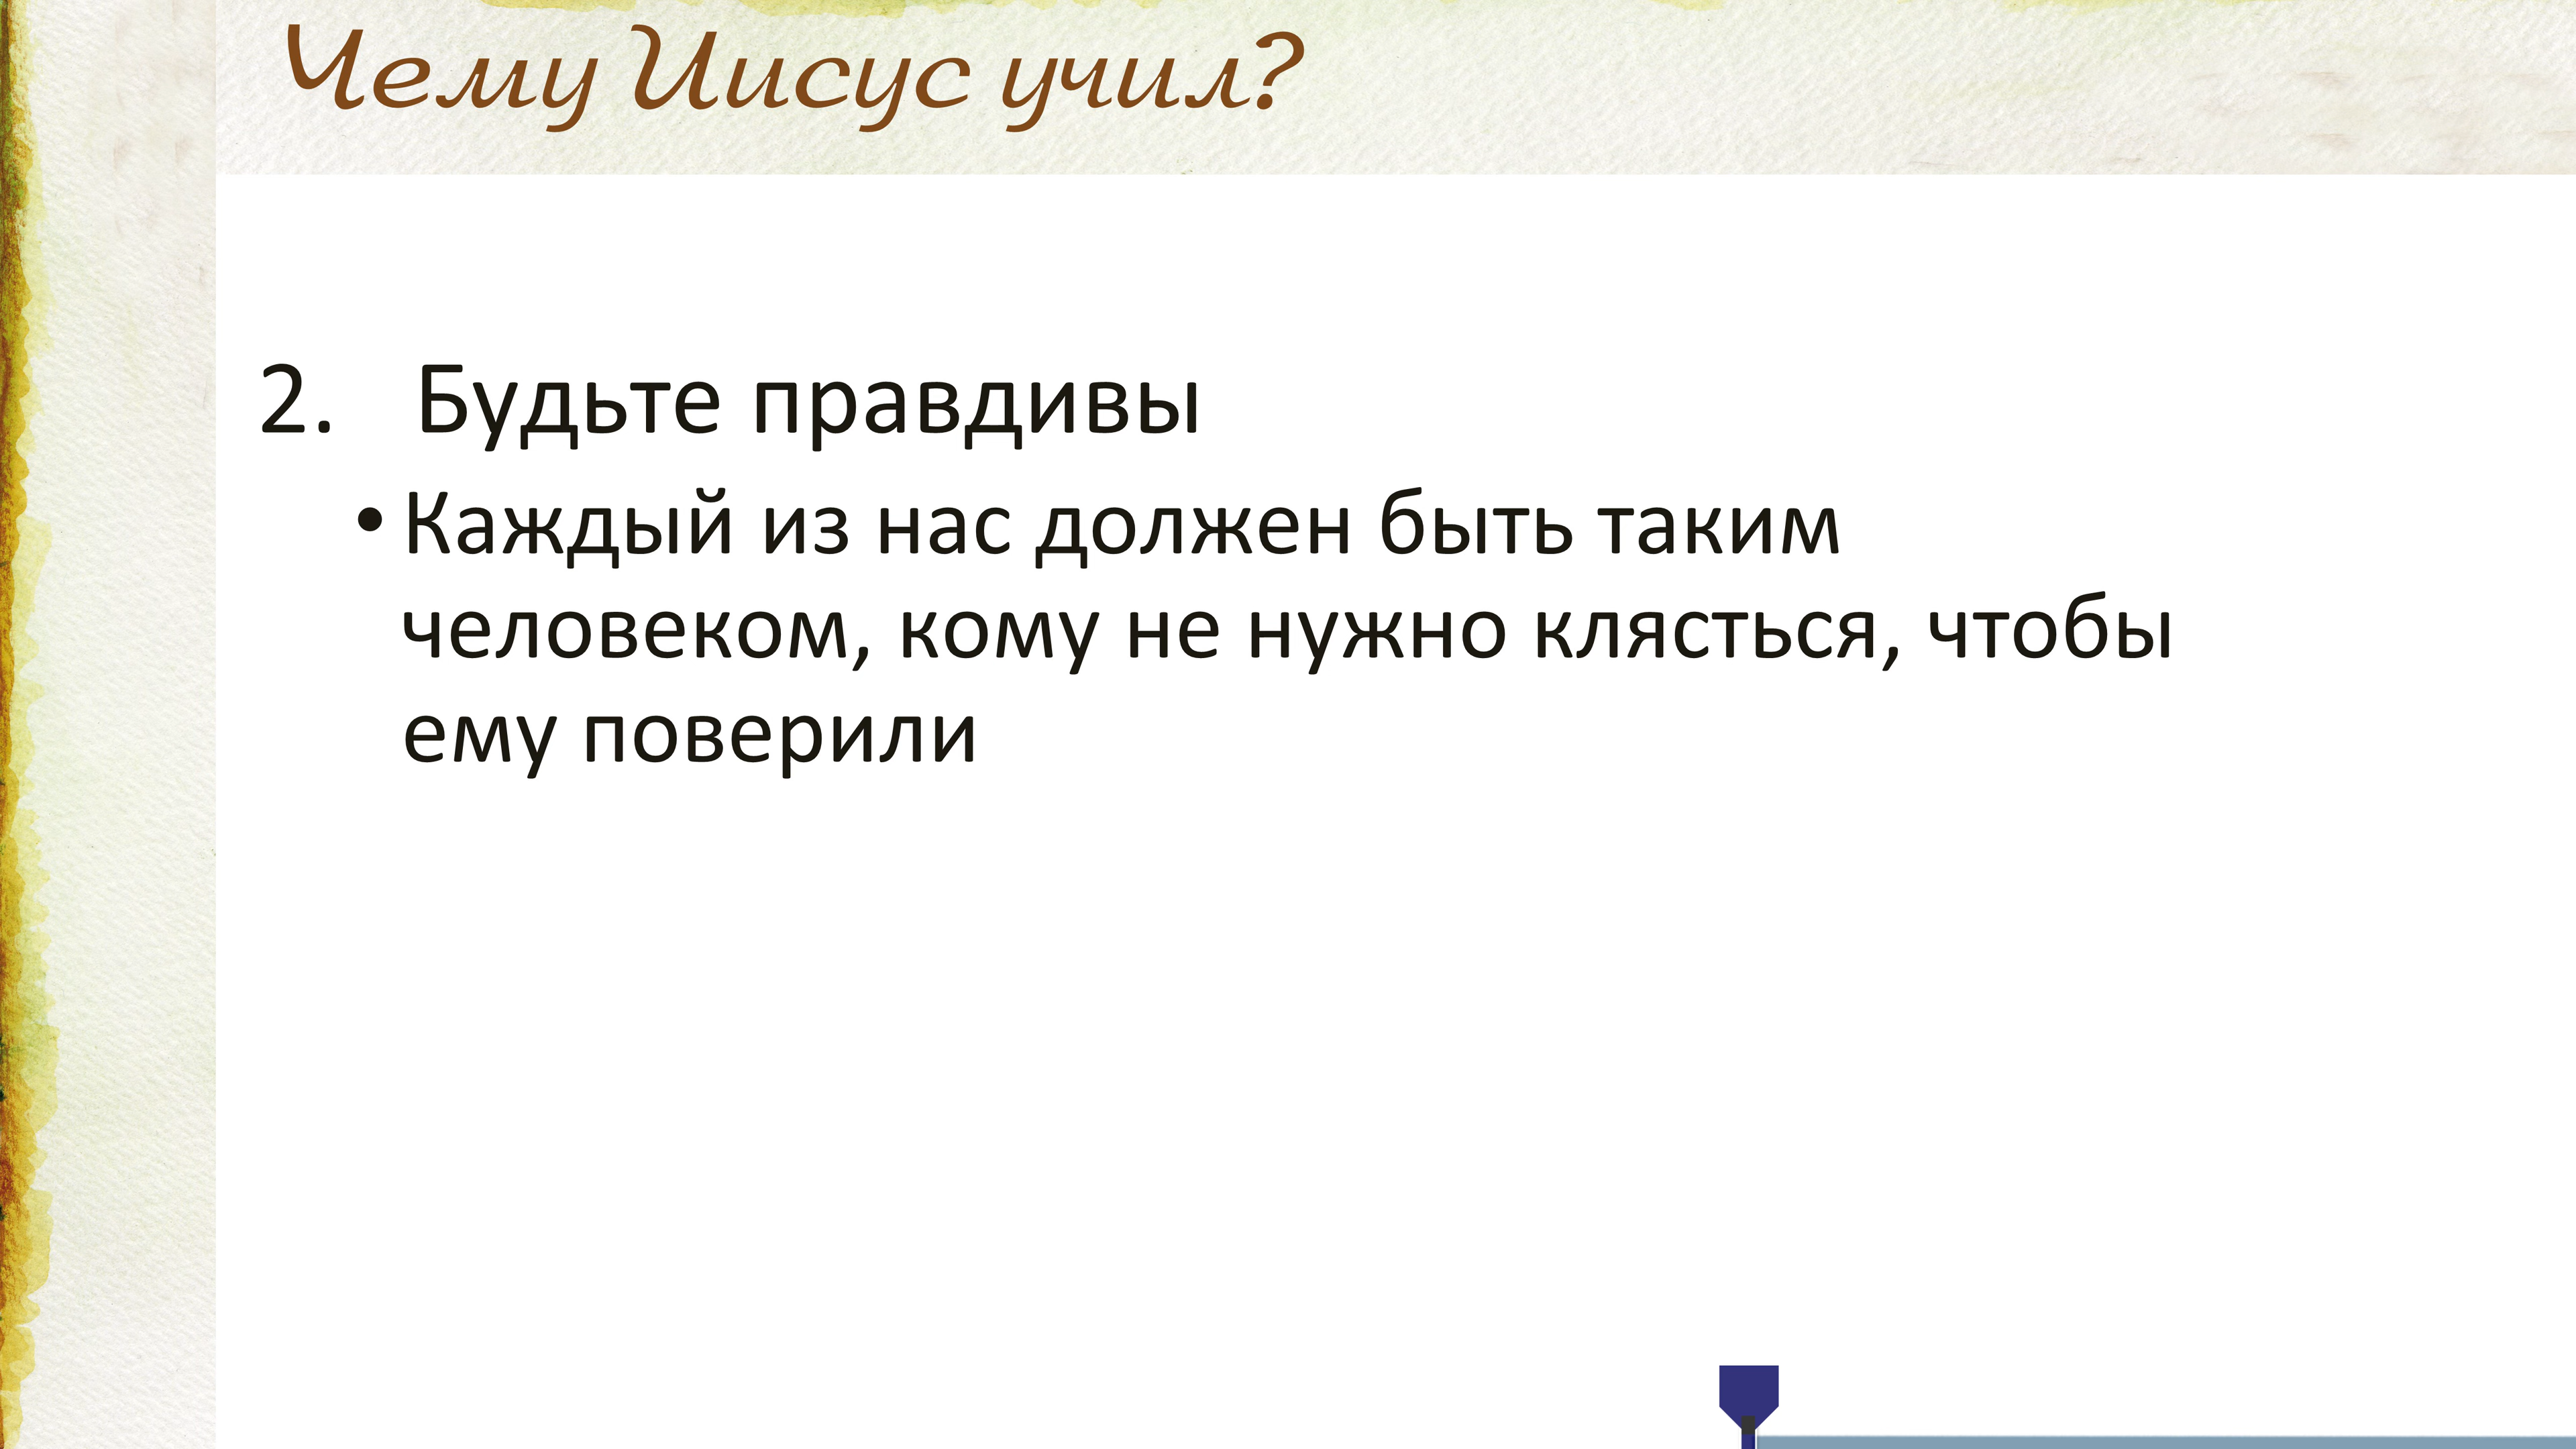 Чему Иисус учил?
2. Будьте правдивы
• Каждый из нас должен быть таким
человеком, кому не нужно клясться, чтобы
ему поверили